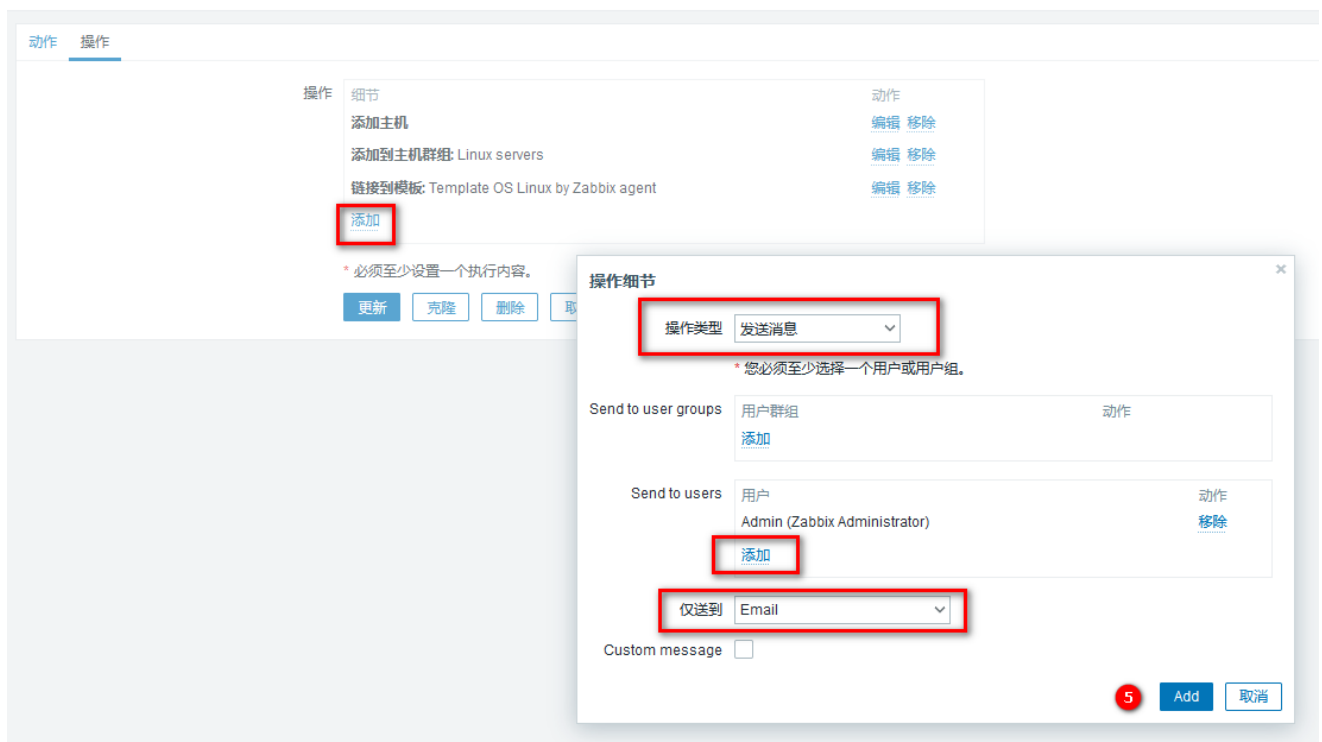 动作 操作
操作 细节 动作
添加主机 编辑 移除
添加到主机群组: Linux servers 编辑 移除
链接到模板: Template OS Linux by Zabbix agent 编辑 移除
添加
* 必须至少设置一个执行内容。
更新 克隆 删除 取
操作细节 ×
操作类型 发送消息
* 您必须至少选择一个用户或用户组。
Send to user groups 用户群组 动作
添加
Send to users 用户 动作
Admin (Zabbix Administrator) 移除
添加
仅送到 Email
Custom message
5 Add 取消